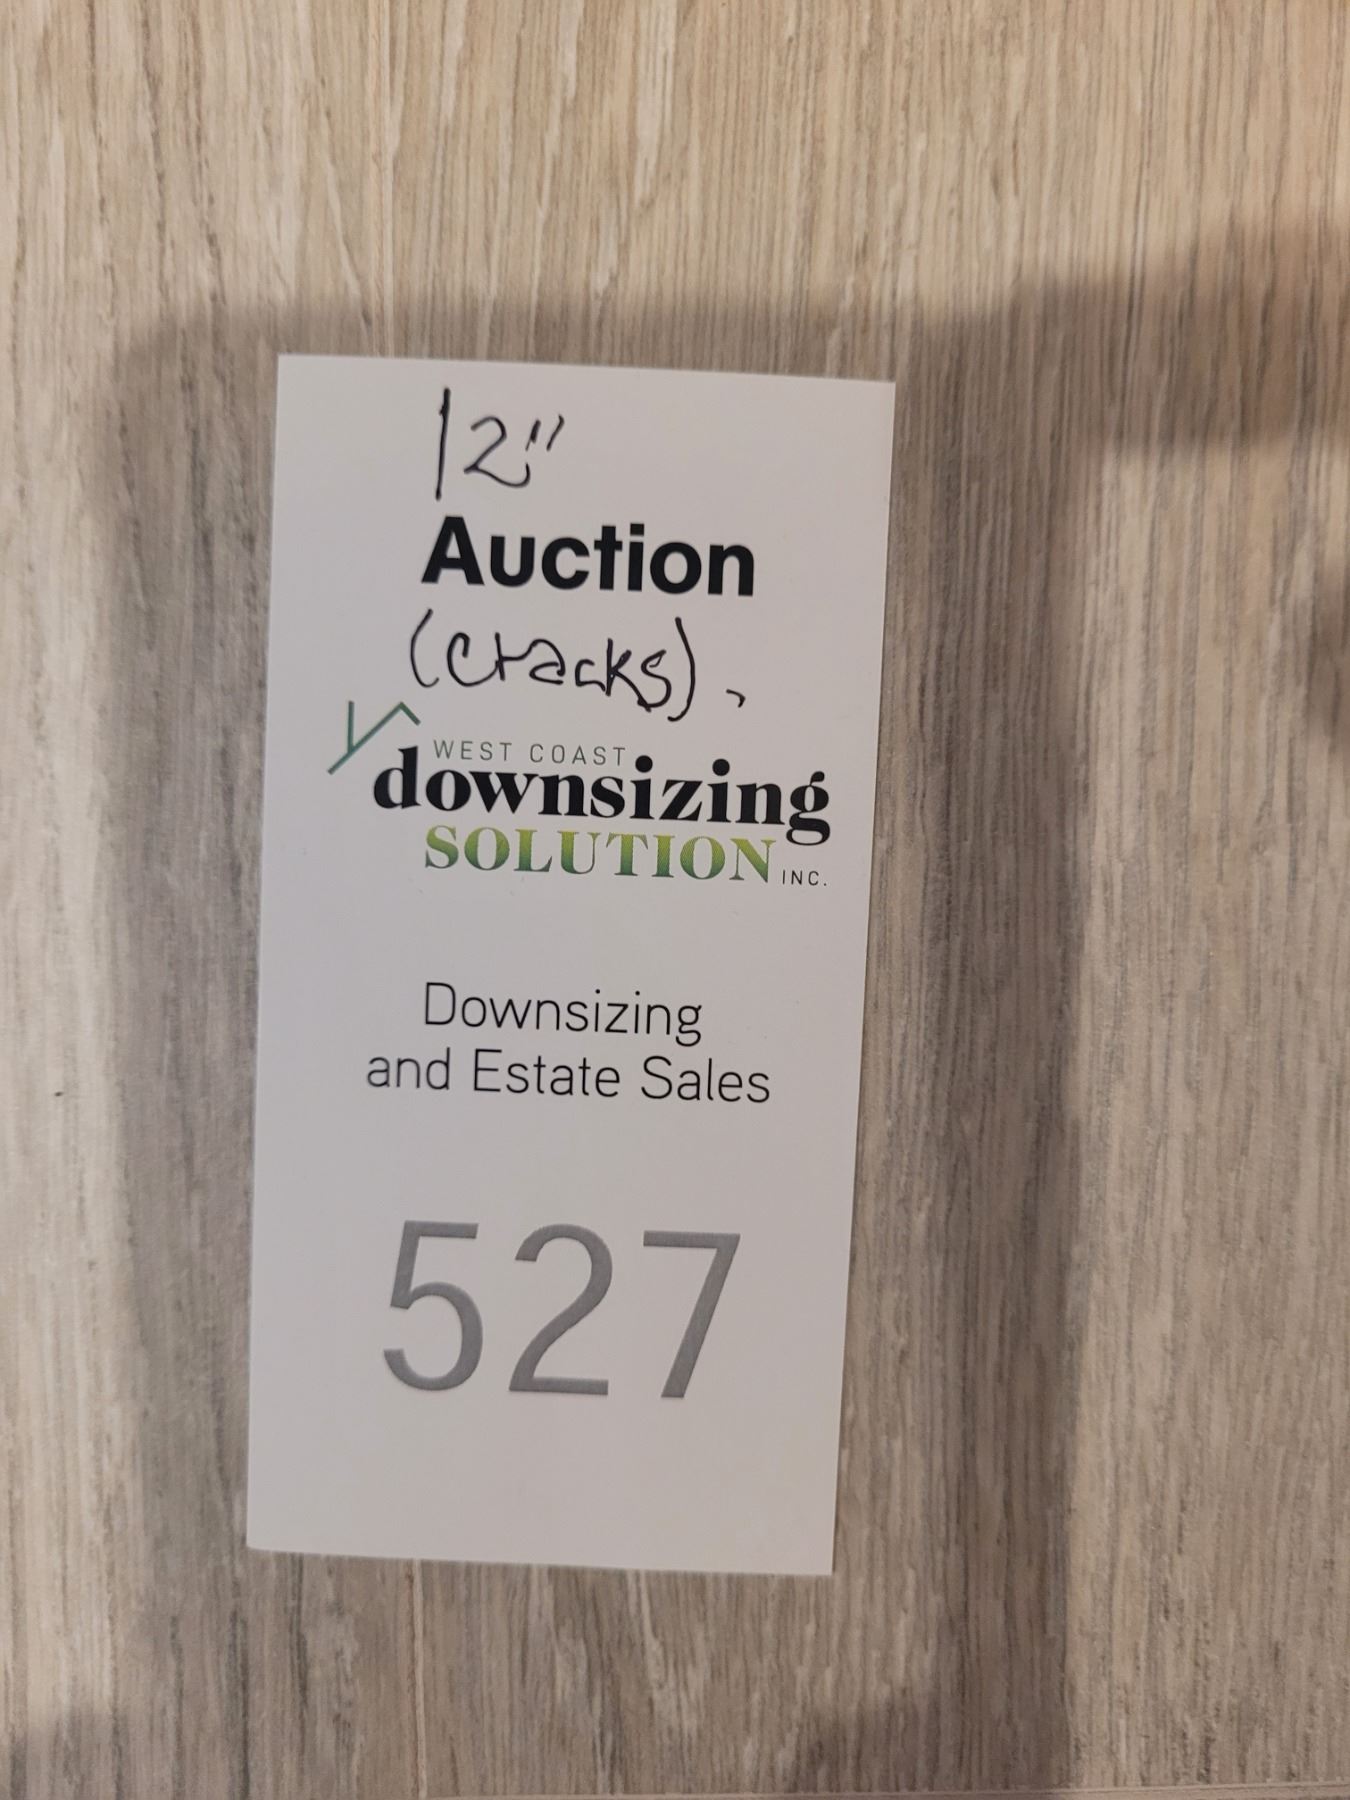 12"
Auction
(cracks),
WEST COAST
downsizing
SOLUTION INC.
Downsizing
and Estate Sales
527